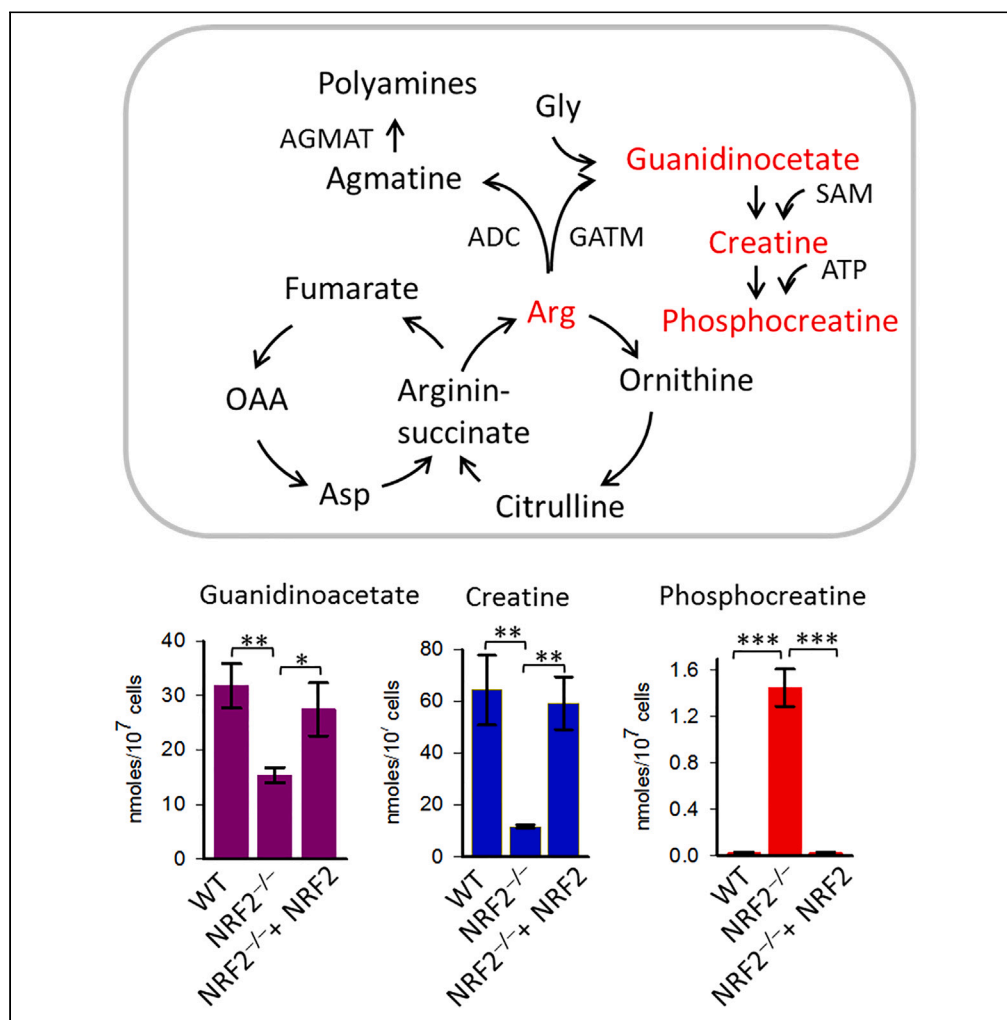 Polyamines
AGMAT
Agmatine
Gly
Guanidinocetate
SAM
Creatine
ATP
Phosphocreatine
ADC
GATM
Fumarate
Arg
OAA
Arginin-
succinate
Ornithine
Asp
Citrulline
Guanidinoacetate
nmoles/10⁷ cells
40
30
20
10
0
**
*
WT
NRF2⁻/⁻
NRF2⁻/⁻+ NRF2
Creatine
nmoles/10⁷ cells
80
60
40
20
0
**
**
WT
NRF2⁻/⁻
NRF2⁻/⁻+ NRF2
Phosphocreatine
nmoles/10⁷ cells
1.6
1.2
0.8
0.4
0.0
***
***
WT
NRF2⁻/⁻
NRF2⁻/⁻+ NRF2